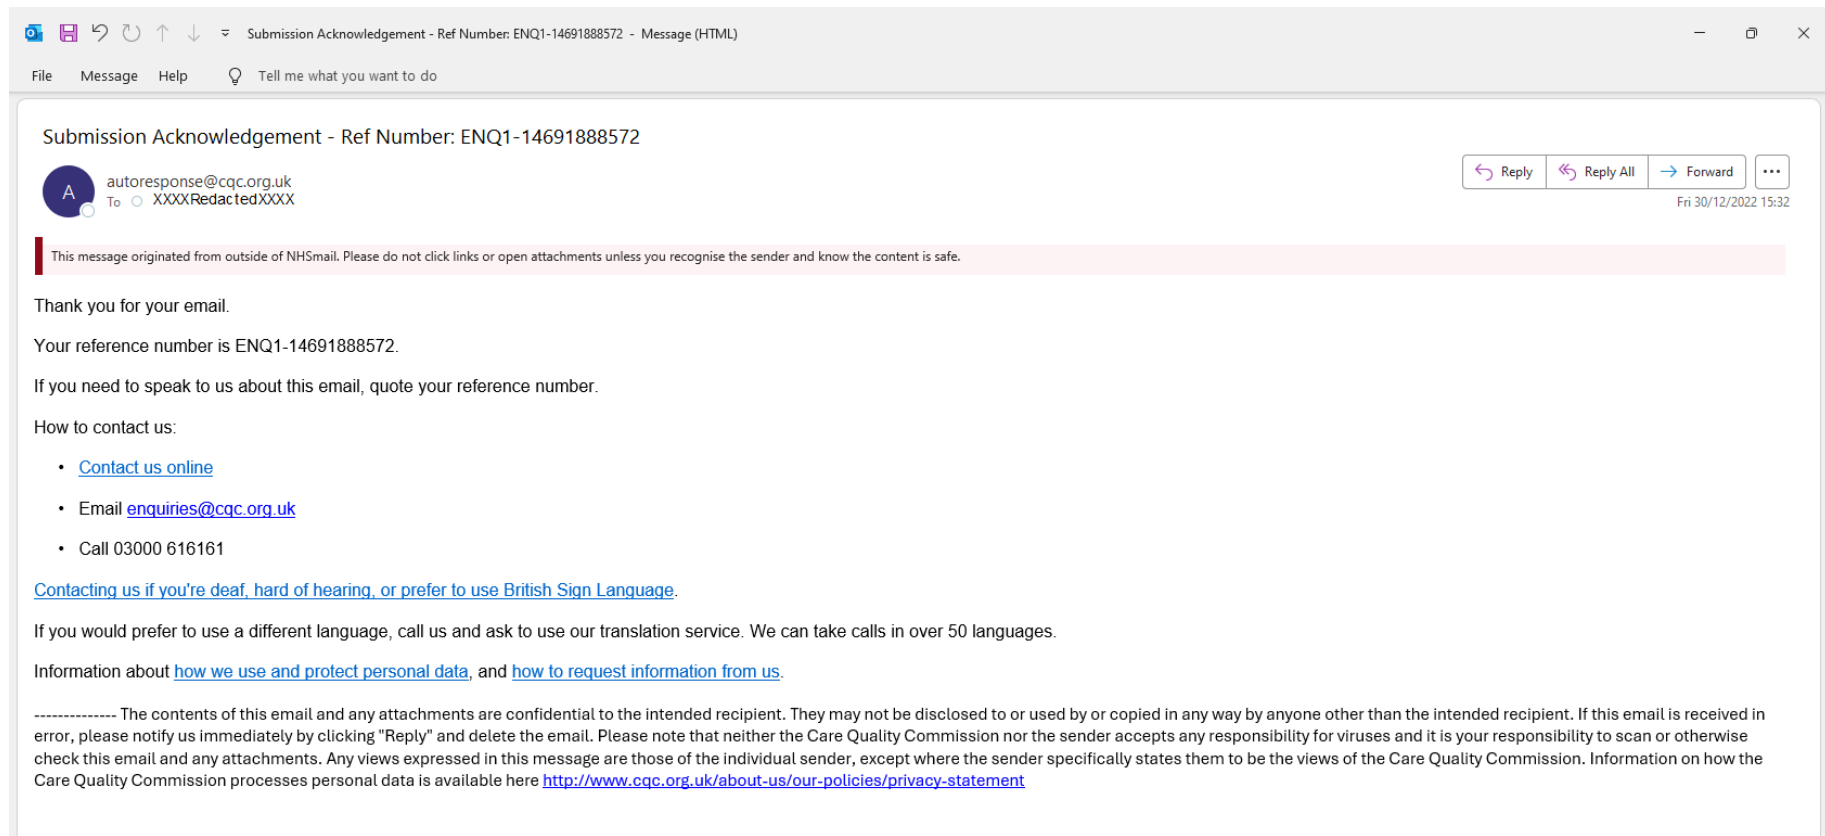 Submission Acknowledgement - Ref Number: ENQ1-14691888572 - Message (HTML)
File Message Help Tell me what you want to do
Submission Acknowledgement - Ref Number: ENQ1-14691888572
A
autoresponse@cqc.org.uk
To XXXXRedactedXXXX
Reply Reply All Forward
Fri 30/12/2022 15:32
This message originated from outside of NHSmail. Please do not click links or open attachments unless you recognise the sender and know the content is safe.
Thank you for your email.
Your reference number is ENQ1-14691888572.
If you need to speak to us about this email, quote your reference number.
How to contact us:
• Contact us online
• Email enquiries@cqc.org.uk
• Call 03000 616161
Contacting us if you're deaf, hard of hearing, or prefer to use British Sign Language.
If you would prefer to use a different language, call us and ask to use our translation service. We can take calls in over 50 languages.
Information about how we use and protect personal data, and how to request information from us.
-------------- The contents of this email and any attachments are confidential to the intended recipient. They may not be disclosed to or used by or copied in any way by anyone other than the intended recipient. If this email is received in
error, please notify us immediately by clicking "Reply" and delete the email. Please note that neither the Care Quality Commission nor the sender accepts any responsibility for viruses and it is your responsibility to scan or otherwise
check this email and any attachments. Any views expressed in this message are those of the individual sender, except where the sender specifically states them to be the views of the Care Quality Commission. Information on how the
Care Quality Commission processes personal data is available here http://www.cqc.org.uk/about-us/our-policies/privacy-statement